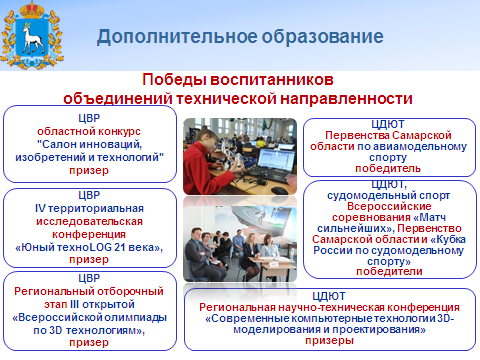 Дополнительное образование
Победы воспитанников
объединений технической направленности
ЦВР
областной конкурс
"Салон инноваций,
изобретений и технологий"
призер
ЦВР
IV территориальная
исследовательская
конференция
«Юный техноLOG 21 века»,
призер
ЦВР
Региональный отборочный
этап III открытой
«Всероссийской олимпиады
по 3D технологиям»,
призер
ЦДЮТ
Первенства Самарской
области по авиамодельному
спорту
победитель
ЦДЮТ,
судомодельный спорт
Всероссийские
соревнования «Матч
сильнейших», Первенство
Самарской области и «Кубка
России по судомодельному
спорту»
победители
ЦДЮТ
Региональная научно-техническая конференция
«Современные компьютерные технологии 3D-
моделирования и проектирования»
призеры